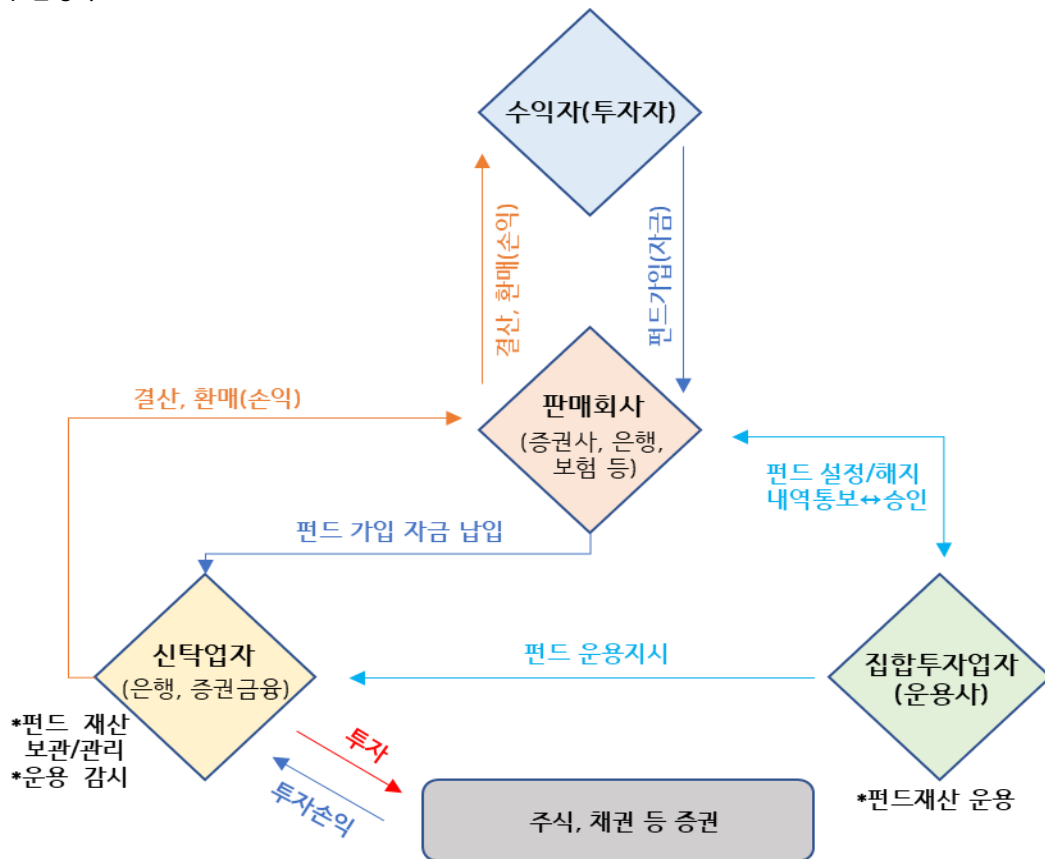 수익자(투자자)
결산, 환매(손익)
펀드가입(자금)
결산, 환매(손익)
판매회사
(증권사, 은행,
보험 등)
펀드 설정/해지
내역통보↔승인
펀드 가입 자금 납입
신탁업자
(은행, 증권금융)
펀드 운용지시
집합투자업자
(운용사)
*펀드 재산
보관/관리
*운용 감시
투자
투자손익
주식, 채권 등 증권
*펀드재산 운용